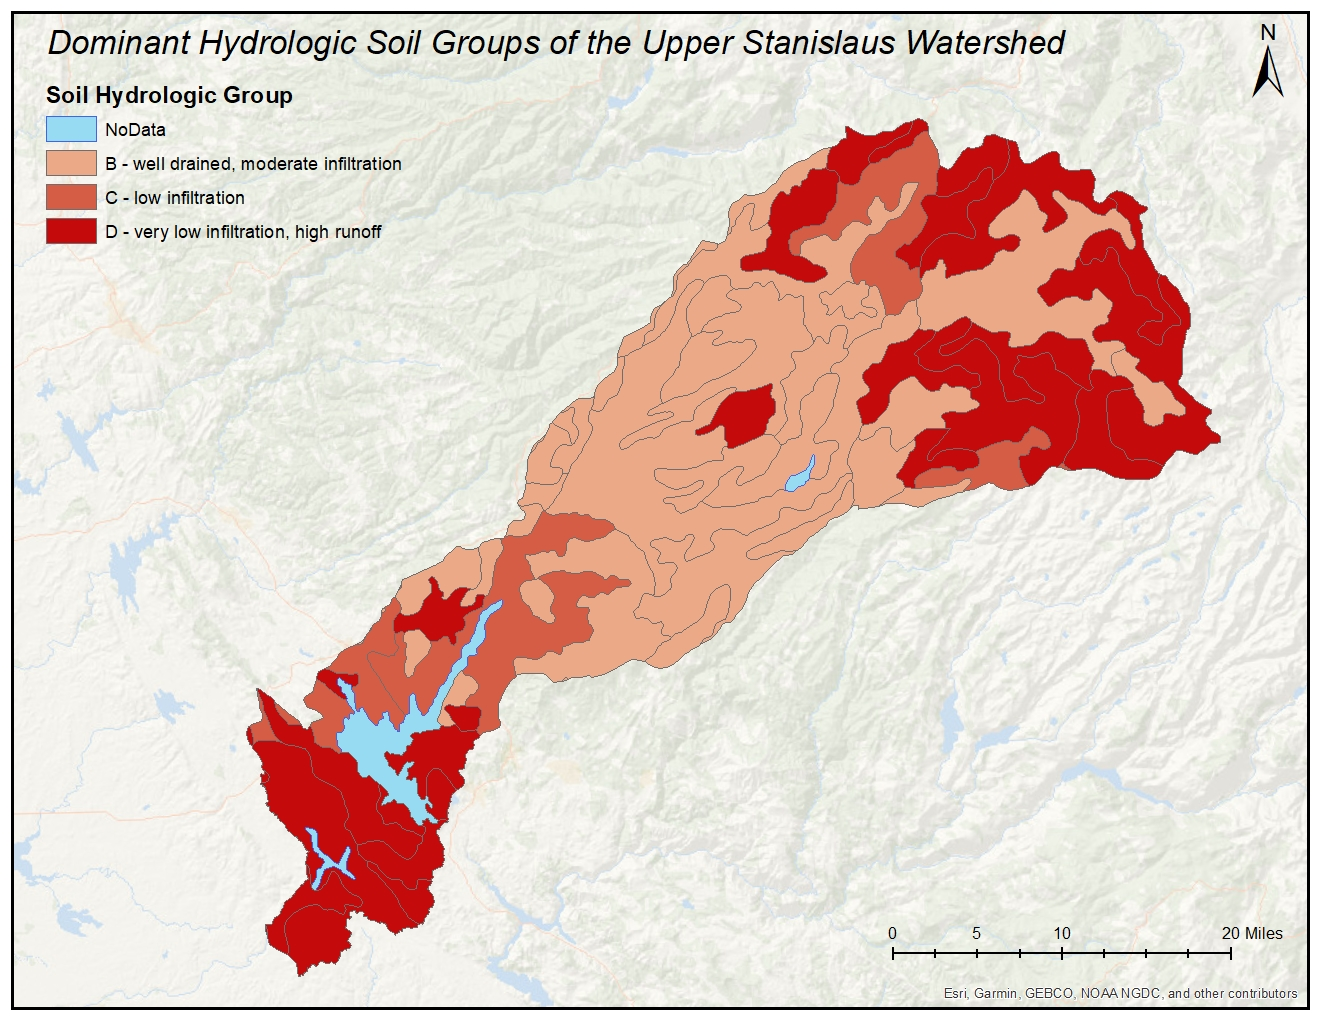 Dominant Hydrologic Soil Groups of the Upper Stanislaus Watershed
N
Soil Hydrologic Group
NoData
B - well drained, moderate infiltration
C - low infiltration
D - very low infiltration, high runoff
0 5 10 20 Miles
Esri, Garmin, GEBCO, NOAA NGDC, and other contributors